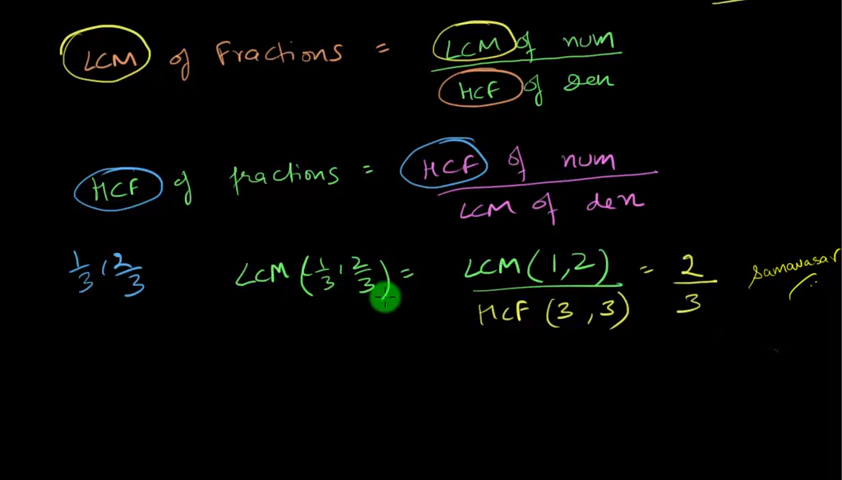 LCM of Fractions = LCM of num / HCF of den
HCF of fractions = HCF of num / LCM of den
1/3, 2/3 LCM(1/3, 2/3) = LCM(1,2) / HCF(3,3) = 2/3 Samavasar